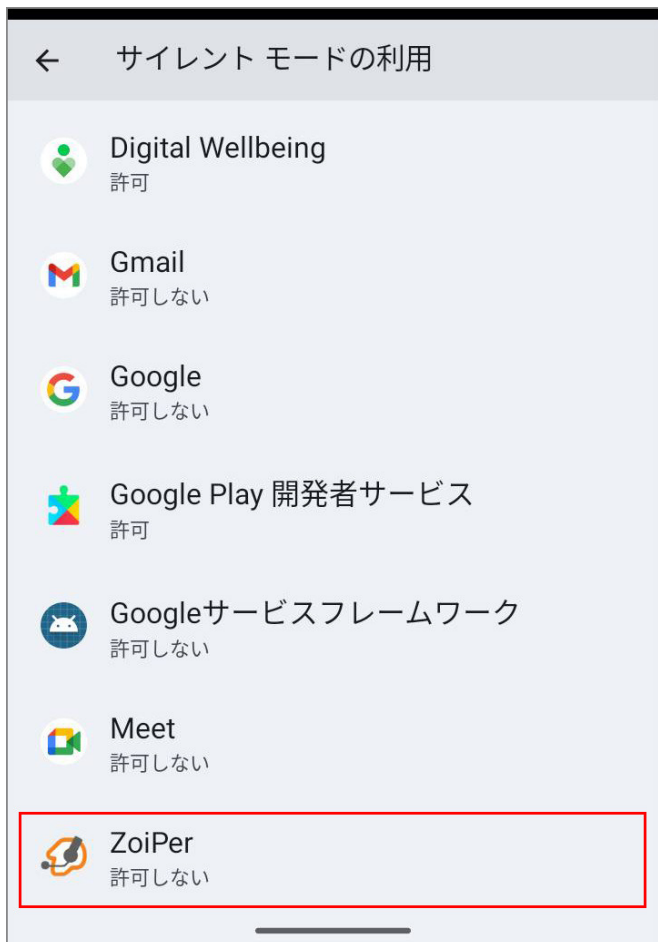 サイレント モードの利用
Digital Wellbeing
許可
Gmail
許可しない
Google
許可しない
Google Play 開発者サービス
許可
Googleサービスフレームワーク
許可しない
Meet
許可しない
ZoiPer
許可しない